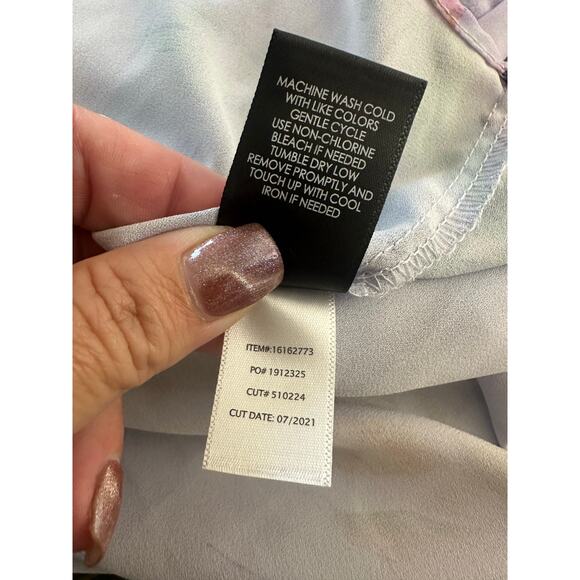 MACHINE WASH COLD
WITH LIKE COLORS
GENTLE CYCLE
USE NON-CHLORINE
BLEACH IF NEEDED
TUMBLE DRY LOW
REMOVE PROMPTLY AND
TOUCH UP WITH COOL
IRON IF NEEDED
ITEM#:16162773
PO# 1912325
CUT# 510224
CUT DATE: 07/2021